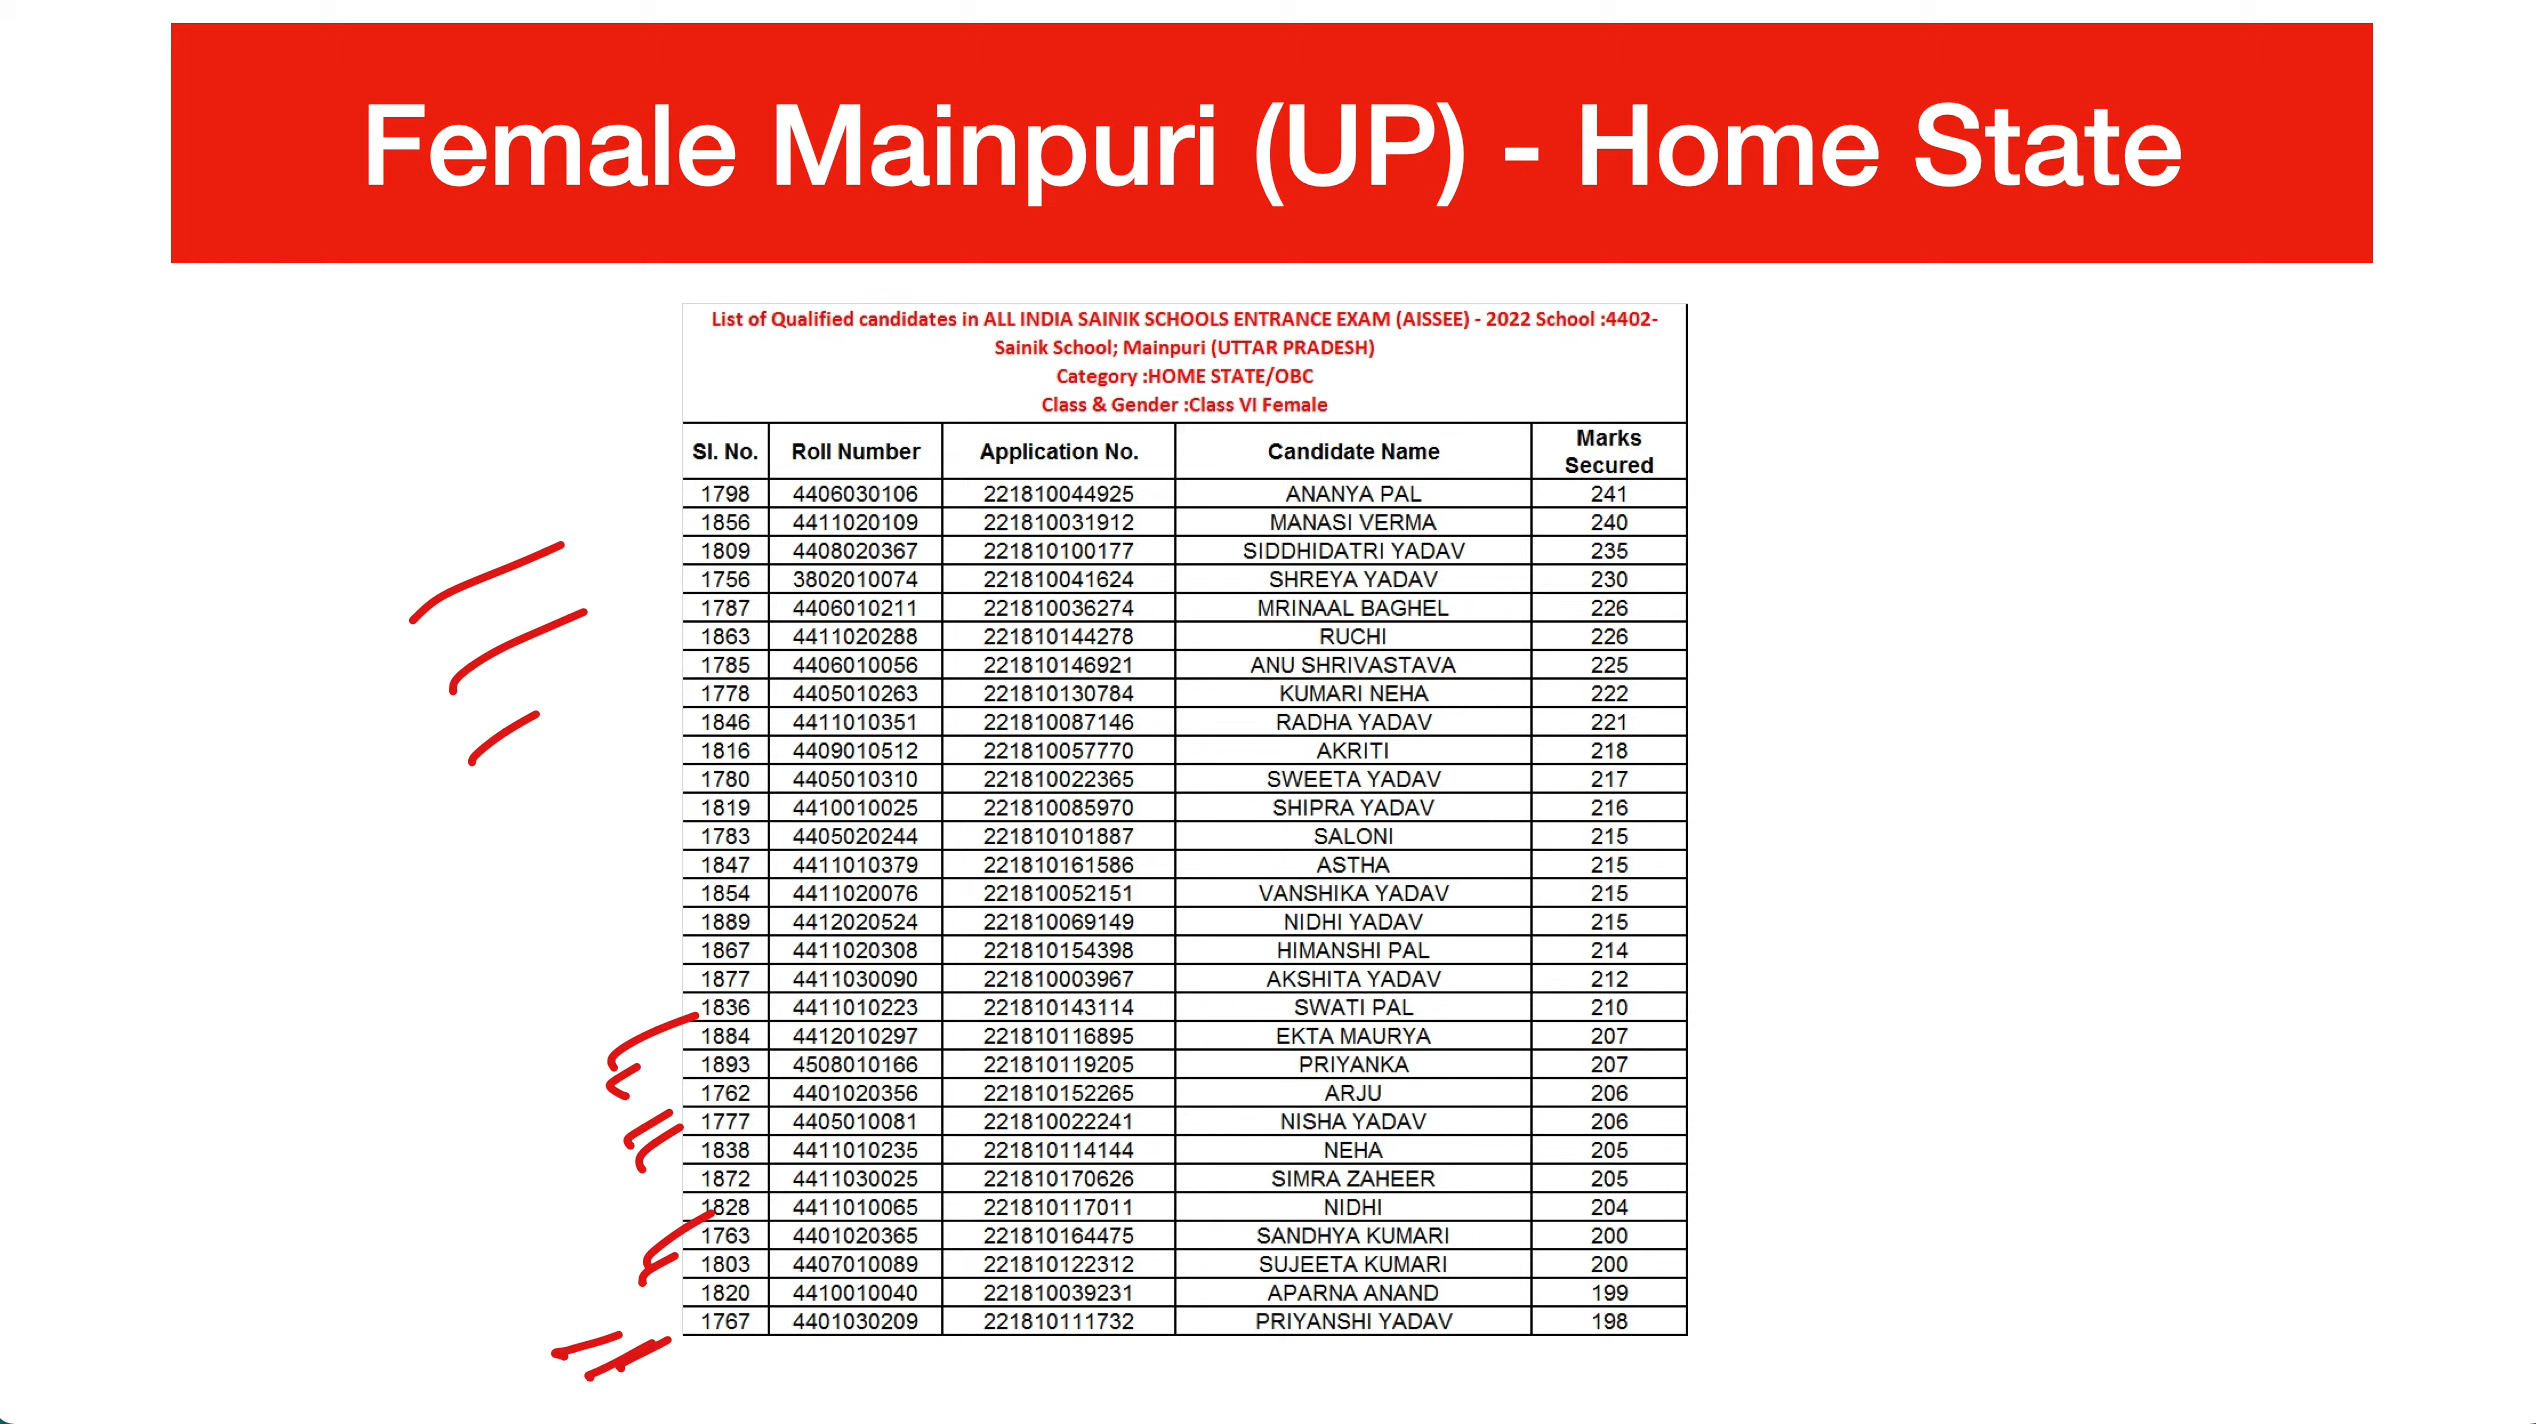 Female Mainpuri (UP) - Home State
List of Qualified candidates in ALL INDIA SAINIK SCHOOLS ENTRANCE EXAM (AISSEE) - 2022 School :4402-
Sainik School; Mainpuri (UTTAR PRADESH)
Category :HOME STATE/OBC
Class & Gender :Class VI Female
Sl. No. Roll Number Application No. Candidate Name Marks Secured
1798 4406030106 221810044925 ANANYA PAL 241
1856 4411020109 221810031912 MANASI VERMA 240
1809 4408020367 221810100177 SIDDHIDATRI YADAV 235
1756 3802010074 221810041624 SHREYA YADAV 230
1787 4406010211 221810036274 MRINAAL BAGHEL 226
1863 4411020288 221810144278 RUCHI 226
1785 4406010056 221810146921 ANU SHRIVASTAVA 225
1778 4405010263 221810130784 KUMARI NEHA 222
1846 4411010351 221810087146 RADHA YADAV 221
1816 4409010512 221810057770 AKRITI 218
1780 4405010310 221810022365 SWEETA YADAV 217
1819 4410010025 221810085970 SHIPRA YADAV 216
1783 4405020244 221810101887 SALONI 215
1847 4411010379 221810161586 ASTHA 215
1854 4411020076 221810052151 VANSHIKA YADAV 215
1889 4412020524 221810069149 NIDHI YADAV 215
1867 4411020308 221810154398 HIMANSHI PAL 214
1877 4411030090 221810003967 AKSHITA YADAV 212
1836 4411010223 221810143114 SWATI PAL 210
1884 4412010297 221810116895 EKTA MAURYA 207
1893 4508010166 221810119205 PRIYANKA 207
1762 4401020356 221810152265 ARJU 206
1777 4405010081 221810022241 NISHA YADAV 206
1838 4411010235 221810114144 NEHA 205
1872 4411030025 221810170626 SIMRA ZAHEER 205
1828 4411010065 221810117011 NIDHI 204
1763 4401020365 221810164475 SANDHYA KUMARI 200
1803 4407010089 221810122312 SUJEETA KUMARI 200
1820 4410010040 221810039231 APARNA ANAND 199
1767 4401030209 221810111732 PRIYANSHI YADAV 198